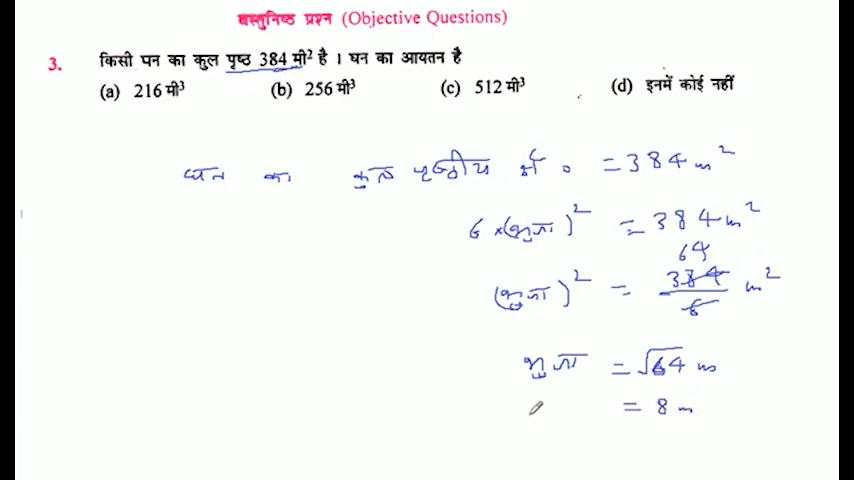 वस्तुनिष्ठ प्रश्न (Objective Questions)
3. किसी घन का कुल पृष्ठ 384 मी² है । घन का आयतन है
(a) 216 मी³ (b) 256 मी³ (c) 512 मी³ (d) इनमें कोई नहीं
घन का कुल पृष्ठीय क्षे० = 384 m²
6 × (भुजा)² = 384 m²
64
(भुजा)² = 384/6 m²
भुजा = √64 m
= 8 m